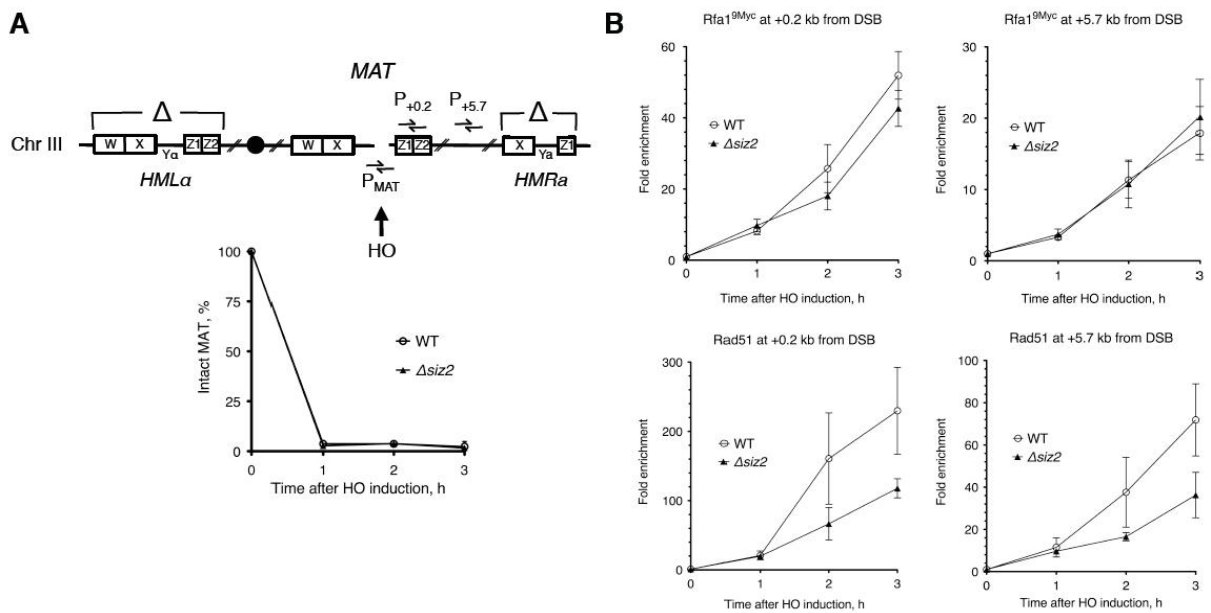 A
MAT
Δ
P+0.2
P+5.7
Δ
Chr III
W X Yα Z1 Z2
W X
Z1 Z2
X Ya Z1
HMLα
PMAT
HMRa
HO
100
75
50
25
0
Intact MAT, %
WT
Δsiz2
0 1 2 3
Time after HO induction, h
B
Rfa19Myc at +0.2 kb from DSB
60
40
20
0
Fold enrichment
WT
Δsiz2
0 1 2 3
Time after HO induction, h
Rfa19Myc at +5.7 kb from DSB
30
20
10
0
Fold enrichment
WT
Δsiz2
0 1 2 3
Time after HO induction, h
Rad51 at +0.2 kb from DSB
300
200
100
0
Fold enrichment
WT
Δsiz2
0 1 2 3
Time after HO induction, h
Rad51 at +5.7 kb from DSB
100
80
60
40
20
0
Fold enrichment
WT
Δsiz2
0 1 2 3
Time after HO induction, h